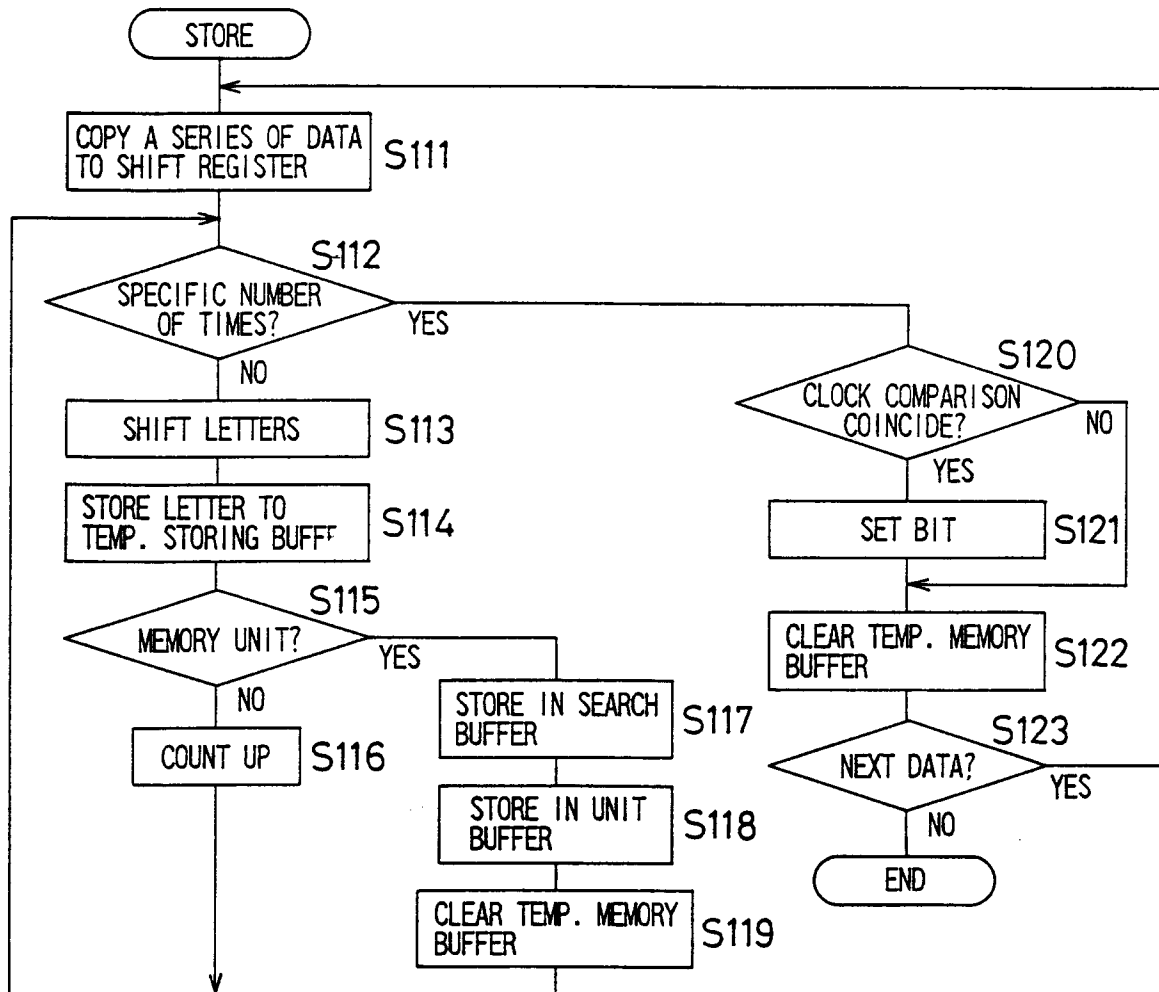 STORE
COPY A SERIES OF DATA
TO SHIFT REGISTER
S111
S112
SPECIFIC NUMBER
OF TIMES?
YES
NO
SHIFT LETTERS
S113
STORE LETTER TO
TEMP. STORING BUFFF
S114
S115
MEMORY UNIT?
YES
NO
COUNT UP
S116
STORE IN SEARCH
BUFFER
S117
STORE IN UNIT
BUFFER
S118
CLEAR TEMP. MEMORY
BUFFER
S119
S120
CLOCK COMPARISON
COINCIDE?
NO
YES
SET BIT
S121
CLEAR TEMP. MEMORY
BUFFER
S122
S123
NEXT DATA?
YES
NO
END